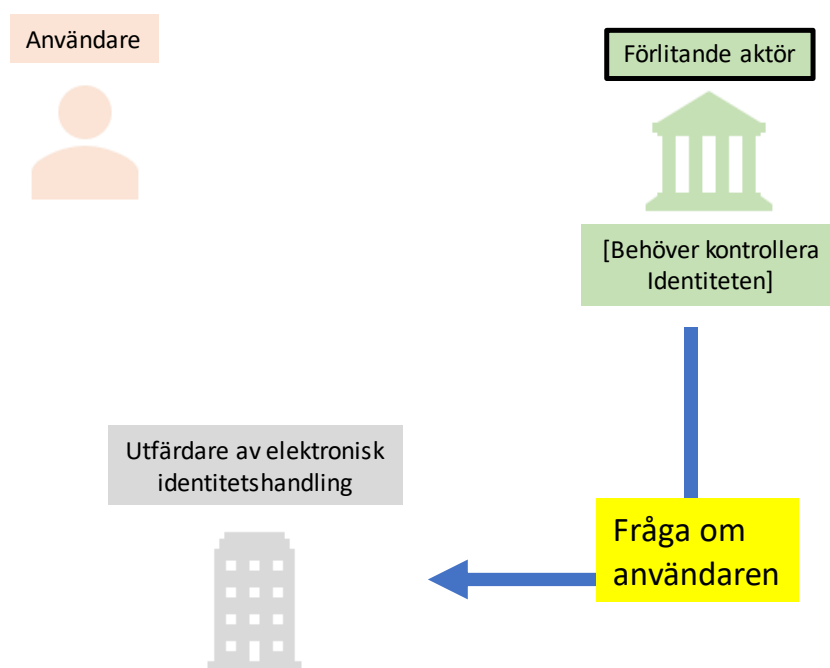 Användare
Förlitande aktör
[Behöver kontrollera
Identiteten]
Utfärdare av elektronisk
identitetshandling
Fråga om
användaren